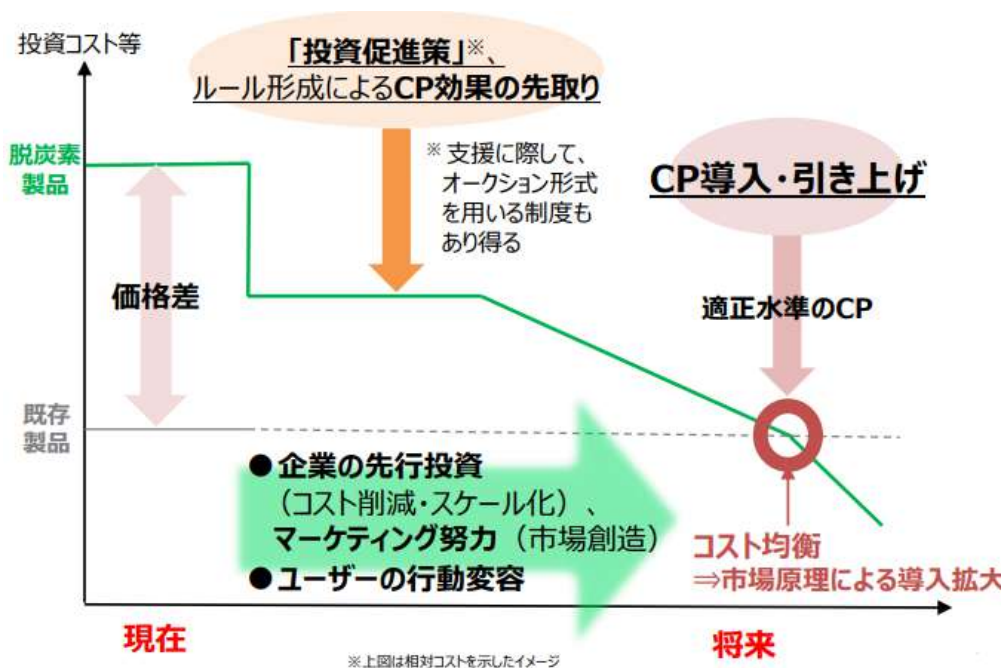 投資コスト等
「投資促進策」※、
ルール形成によるCP効果の先取り
脱炭素
製品
※ 支援に際して、
オークション形式
を用いる制度も
あり得る
CP導入・引き上げ
価格差
適正水準のCP
既存
製品
●企業の先行投資
（コスト削減・スケール化）、
マーケティング努力（市場創造）
●ユーザーの行動変容
コスト均衡
⇒市場原理による導入拡大
現在
将来
※上図は相対コストを示したイメージ